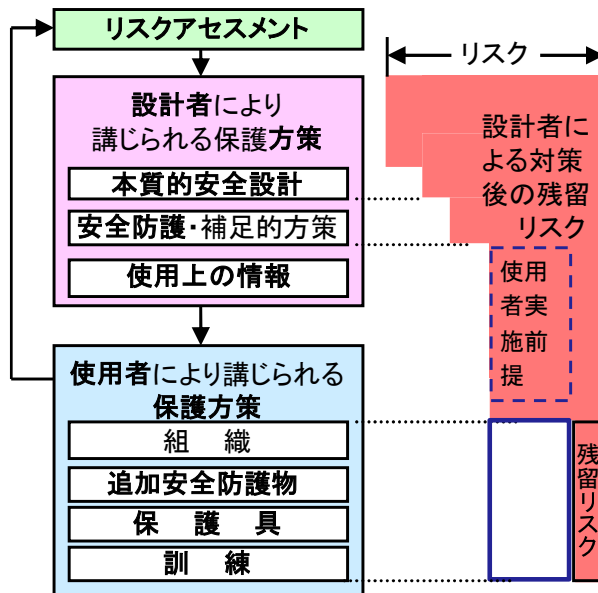 リスクアセスメント
設計者により
講じられる保護方策
本質的安全設計
安全防護・補足的方策
使用上の情報
使用者により講じられる
保護方策
組　織
追加安全防護物
保　護　具
訓　練
リスク
設計者に
よる対策
後の残留
リスク
使用
者実
施前
提
残留リスク